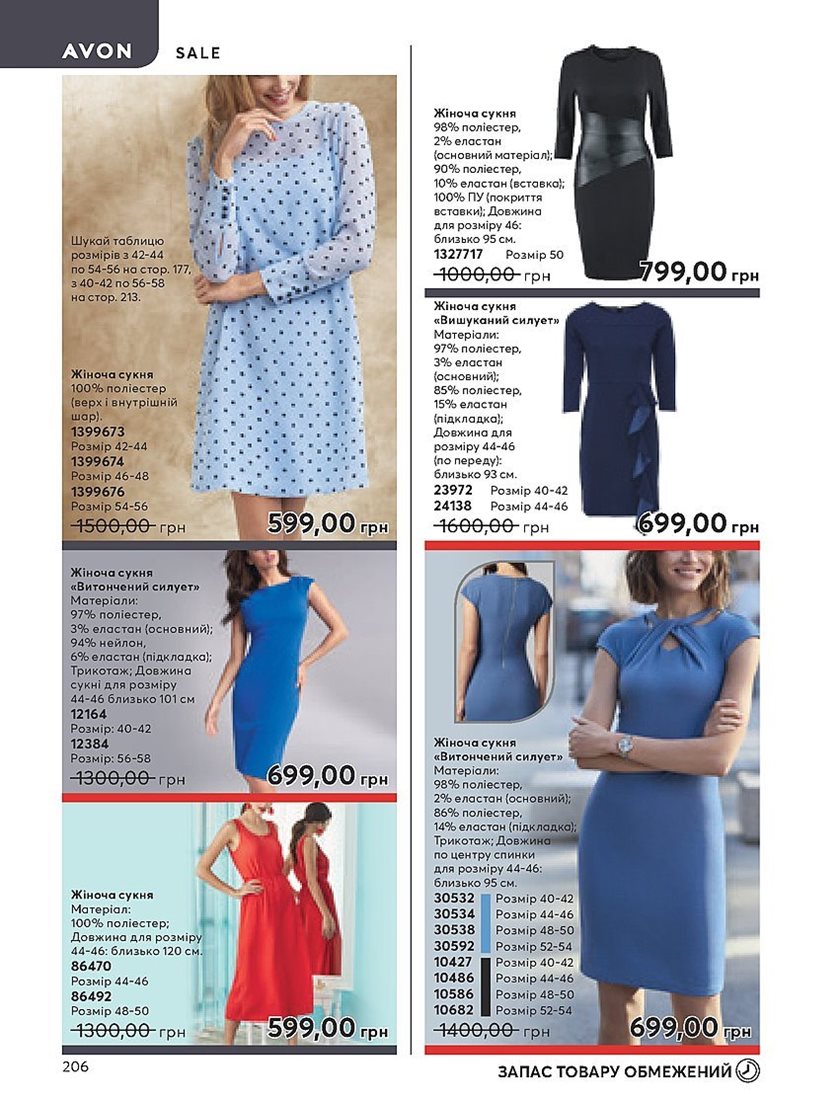 AVON
SALE
Шукай таблицю
розмірів з 42-44
по 54-56 на стор. 177,
з 40-42 по 56-58
на стор. 213.
Жіноча сукня
100% поліестер
(верх і внутрішній
шар).
1399673
Розмір 42-44
1399674
Розмір 46-48
1399676
Розмір 54-56
1500,00 грн
599,00 грн
Жіноча сукня
«Витончений силует»
Матеріали:
97% поліестер,
3% еластан (основний);
94% нейлон,
6% еластан (підкладка);
Трикотаж; Довжина
сукні для розміру
44-46 близько 101 см
12164
Розмір: 40-42
12384
Розмір: 56-58
1300,00 грн
699,00 грн
Жіноча сукня
Матеріал:
100% поліестер;
Довжина для розміру
44-46: близько 120 см.
86470
Розмір 44-46
86492
Розмір 48-50
1300,00 грн
599,00 грн
Жіноча сукня
98% поліестер,
2% еластан
(основний матеріал);
90% поліестер,
10% еластан (вставка);
100% ПУ (покриття
вставки); Довжина
для розміру 46:
близько 95 см.
1327717 Розмір 50
1000,00 грн
799,00 грн
Жіноча сукня
«Вишуканий силует»
Матеріали:
97% поліестер,
3% еластан
(основний);
85% поліестер,
15% еластан
(підкладка);
Довжина для
розміру 44-46
(по переду):
близько 93 см.
23972 Розмір 40-42
24138 Розмір 44-46
1600,00 грн
699,00 грн
Жіноча сукня
«Витончений силует»
Матеріали:
98% поліестер,
2% еластан (основний);
86% поліестер,
14% еластан (підкладка);
Трикотаж; Довжина
по центру спинки
для розміру 44-46:
близько 95 см.
30532 Розмір 40-42
30534 Розмір 44-46
30538 Розмір 48-50
30592 Розмір 52-54
10427 Розмір 40-42
10486 Розмір 44-46
10586 Розмір 48-50
10682 Розмір 52-54
1400,00 грн
699,00 грн
206
ЗАПАС ТОВАРУ ОБМЕЖЕНИЙ